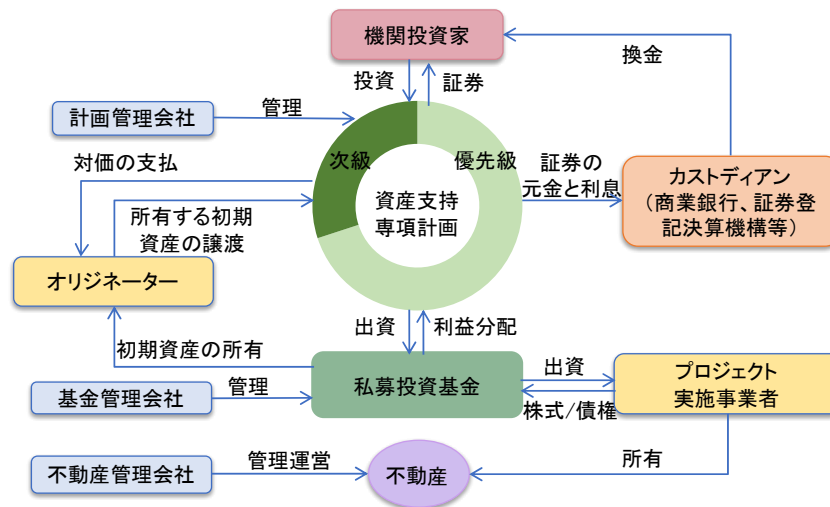 機関投資家
換金
投資
証券
計画管理会社
管理
次級
優先級
対価の支払
証券の
元金と利息
カストディアン
（商業銀行、証券登
記決算機構等）
資産支持
専項計画
所有する初期
資産の譲渡
オリジネーター
出資
利益分配
初期資産の所有
私募投資基金
出資
株式/債権
プロジェクト
実施事業者
基金管理会社
管理
不動産管理会社
管理運営
不動産
所有